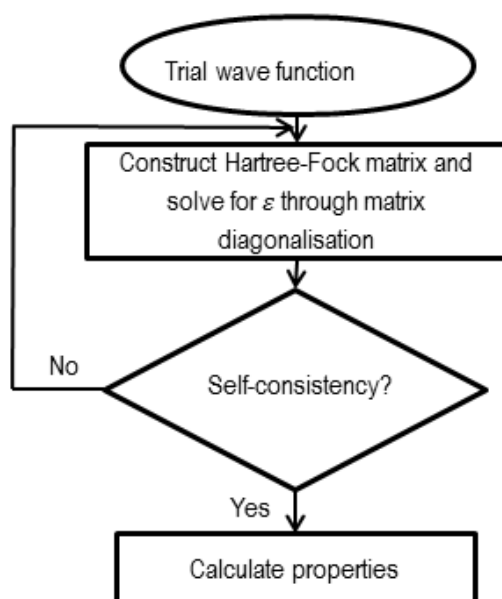 Trial wave function
Construct Hartree-Fock matrix and
solve for ε through matrix
diagonalisation
No
Self-consistency?
Yes
Calculate properties